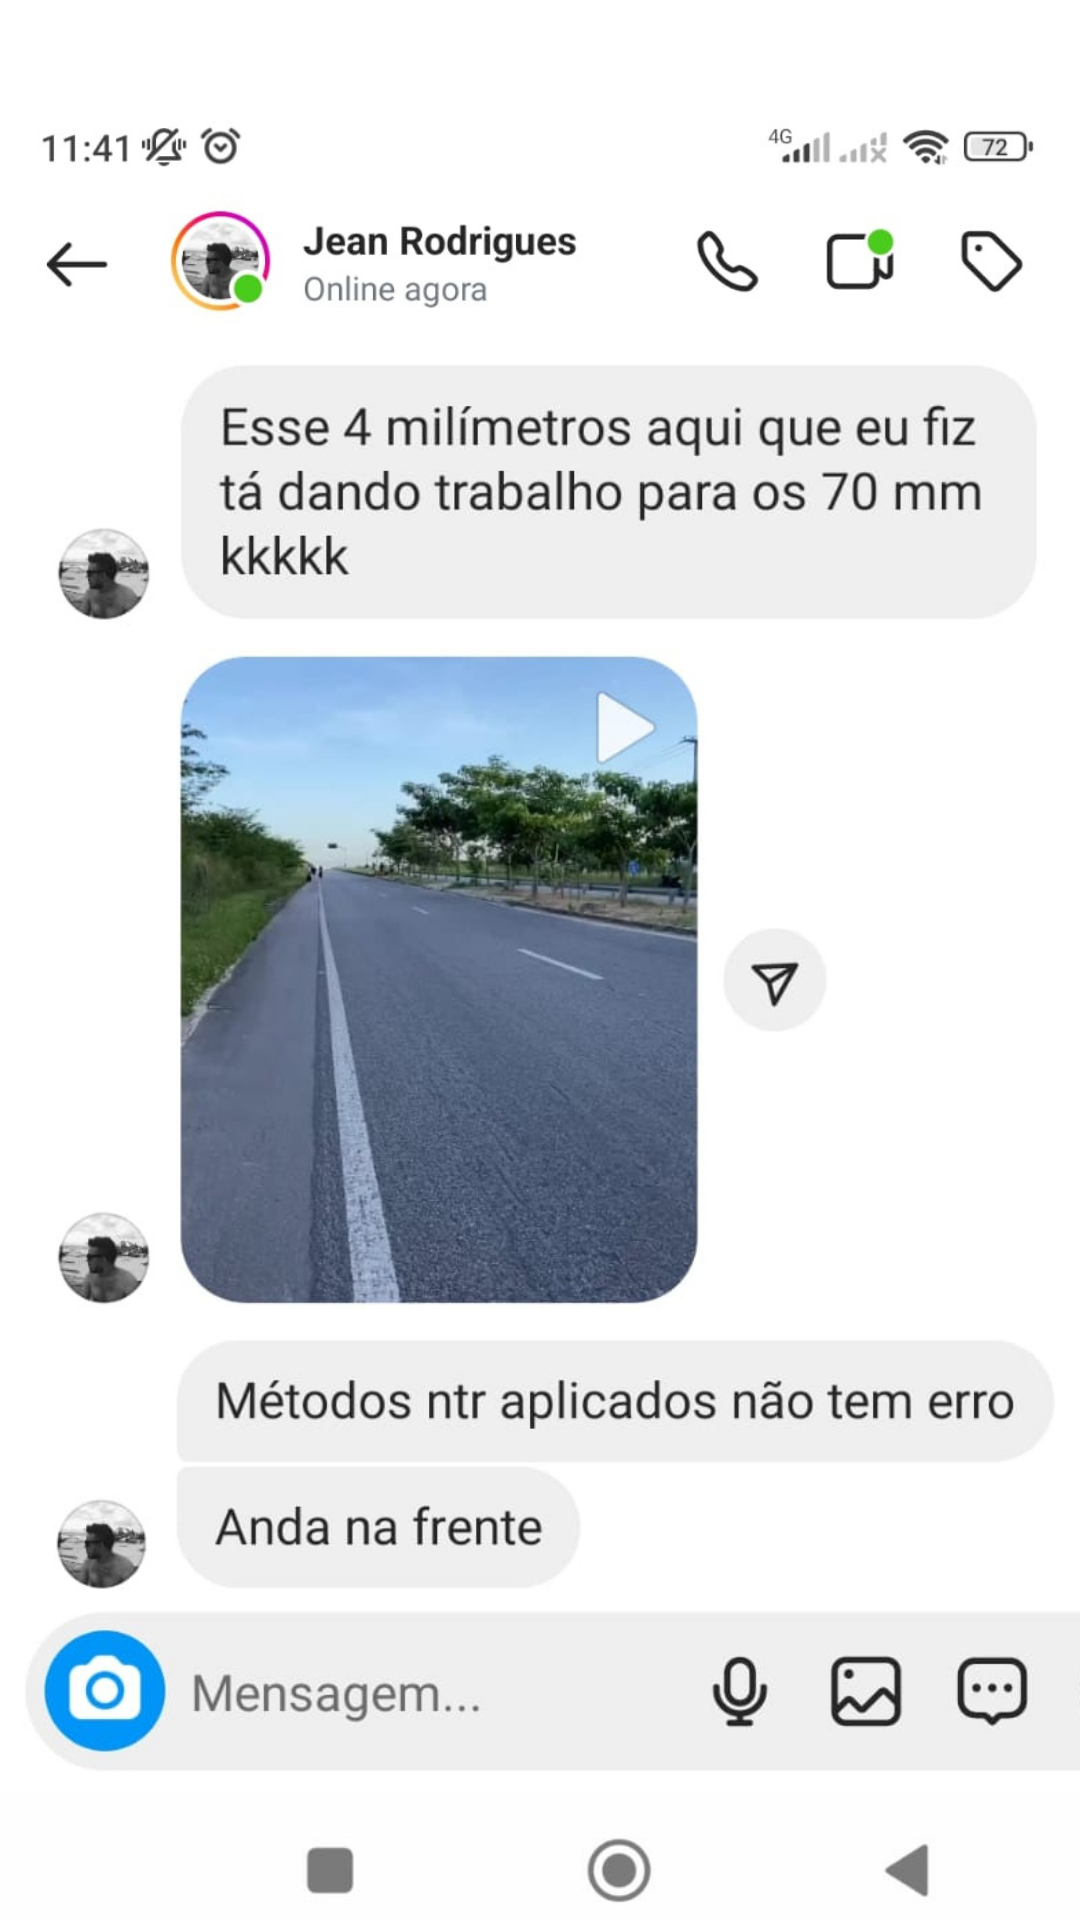 11:41
4G
72
Jean Rodrigues
Online agora
Esse 4 milímetros aqui que eu fiz
tá dando trabalho para os 70 mm
kkkkk
Métodos ntr aplicados não tem erro
Anda na frente
Mensagem...